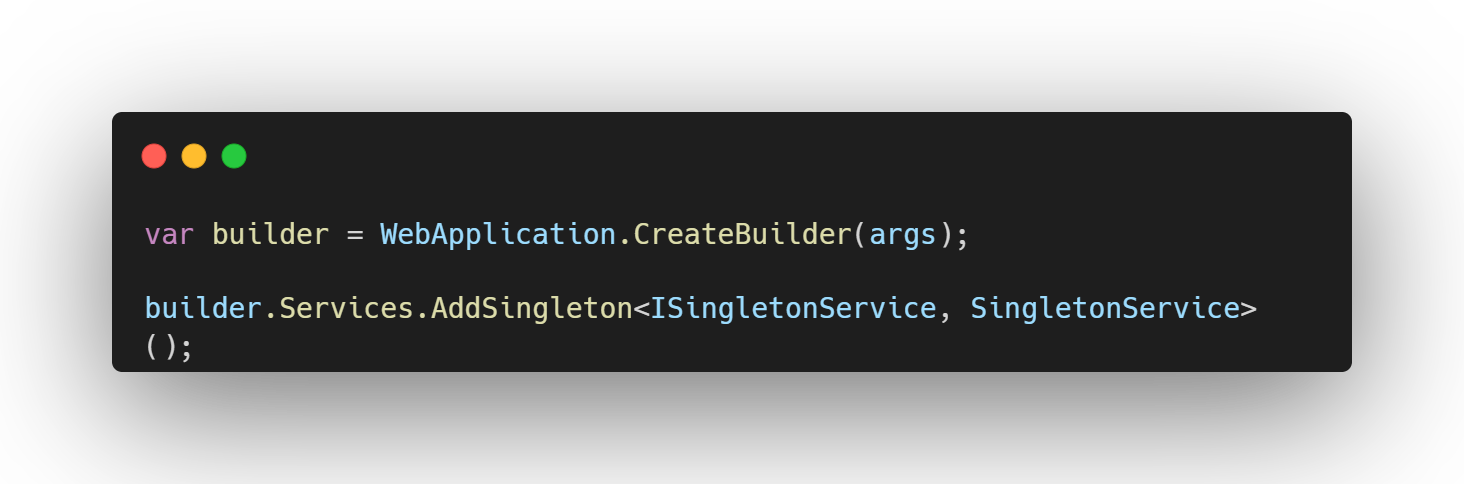 var builder = WebApplication.CreateBuilder(args);
builder.Services.AddSingleton<ISingletonService, SingletonService>
();